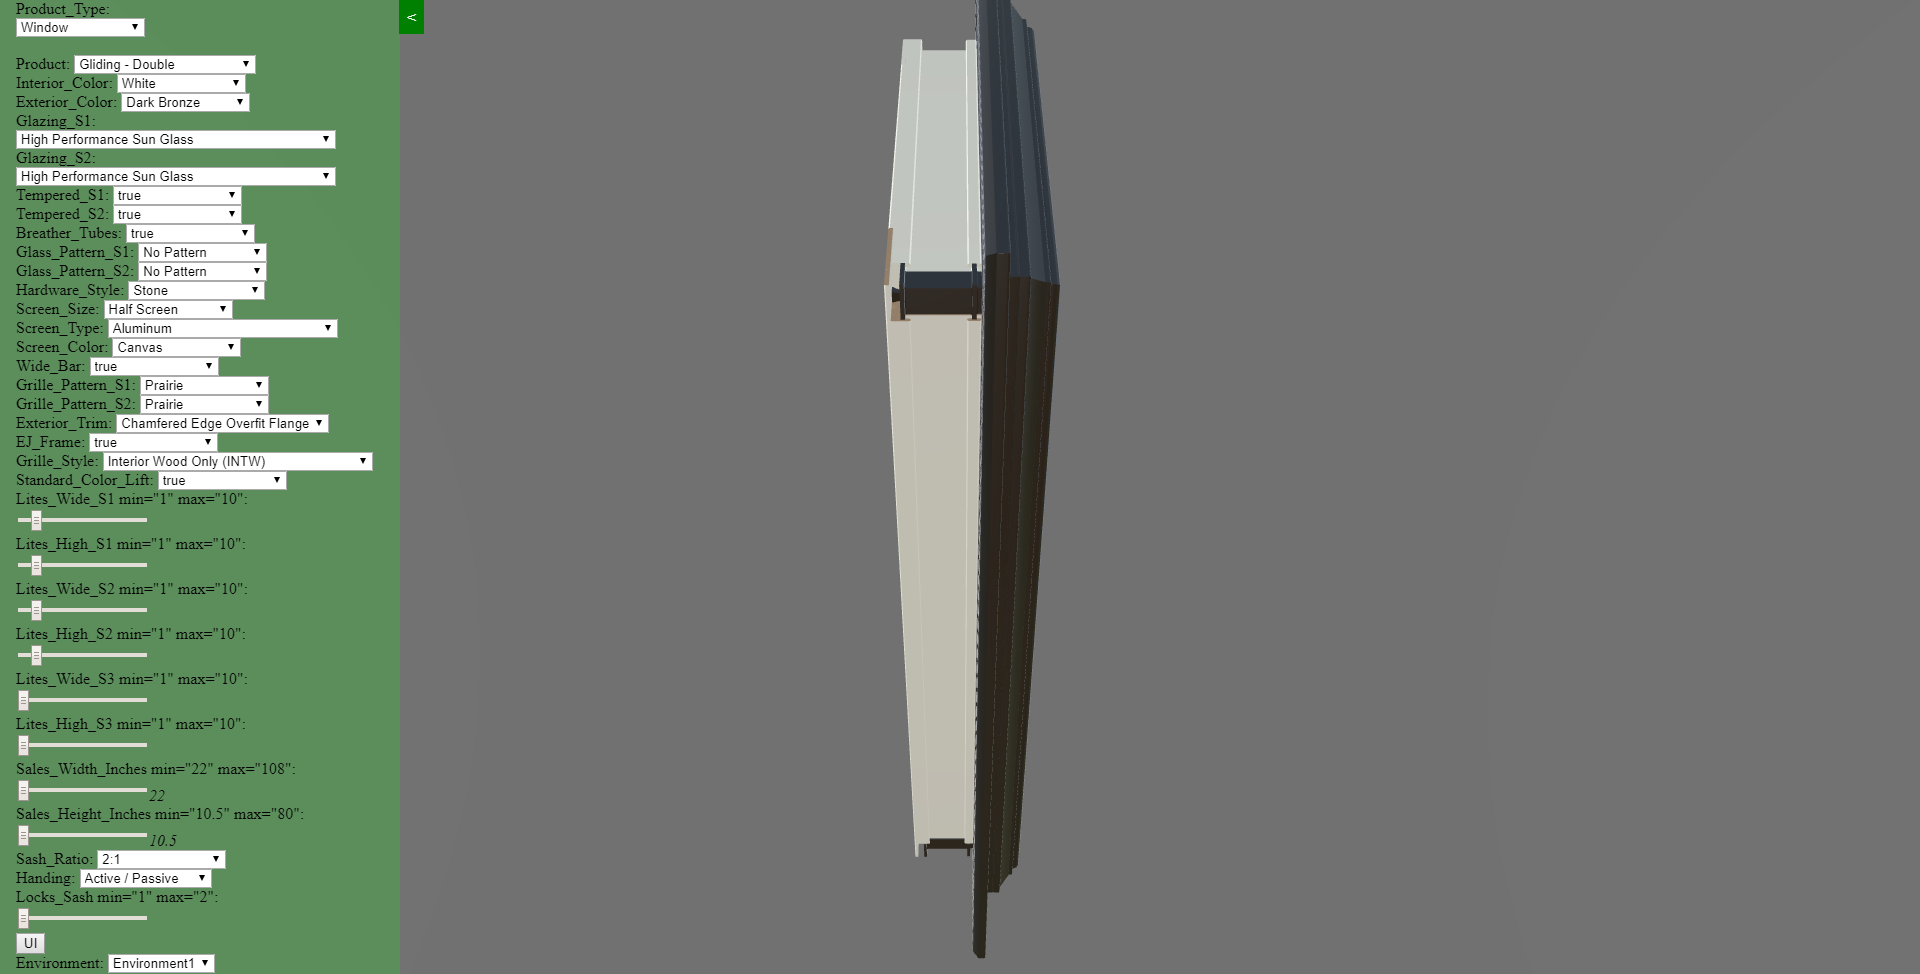 Product_Type:
Window
<
Product: Gliding - Double
Interior_Color: White
Exterior_Color: Dark Bronze
Glazing_S1:
High Performance Sun Glass
Glazing_S2:
High Performance Sun Glass
Tempered_S1: true
Tempered_S2: true
Breather_Tubes: true
Glass_Pattern_S1: No Pattern
Glass_Pattern_S2: No Pattern
Hardware_Style: Stone
Screen_Size: Half Screen
Screen_Type: Aluminum
Screen_Color: Canvas
Wide_Bar: true
Grille_Pattern_S1: Prairie
Grille_Pattern_S2: Prairie
Exterior_Trim: Chamfered Edge Overfit Flange
EJ_Frame: true
Grille_Style: Interior Wood Only (INTW)
Standard_Color_Lift: true
Lites_Wide_S1 min="1" max="10":
Lites_High_S1 min="1" max="10":
Lites_Wide_S2 min="1" max="10":
Lites_High_S2 min="1" max="10":
Lites_Wide_S3 min="1" max="10":
Lites_High_S3 min="1" max="10":
Sales_Width_Inches min="22" max="108":
22
Sales_Height_Inches min="10.5" max="80":
10.5
Sash_Ratio: 2:1
Handing: Active / Passive
Locks_Sash min="1" max="2":
UI
Environment: Environment1